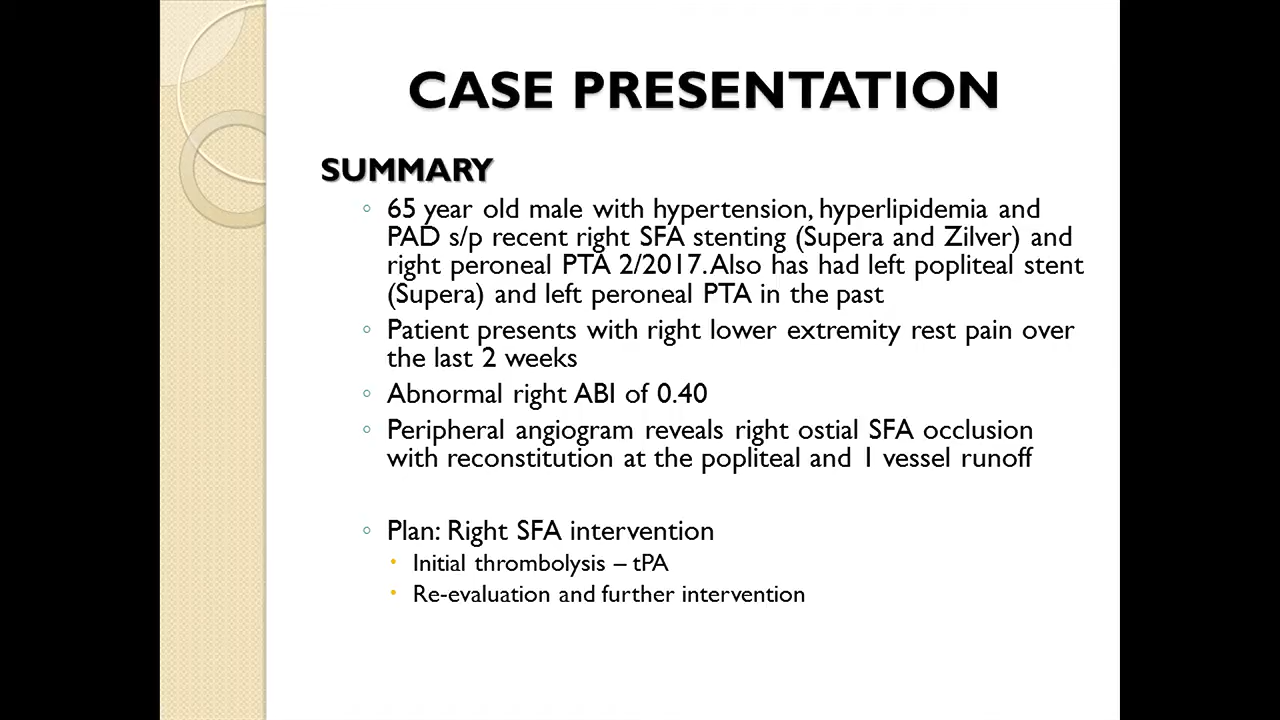 CASE PRESENTATION
SUMMARY
◦ 65 year old male with hypertension, hyperlipidemia and
PAD s/p recent right SFA stenting (Supera and Zilver) and
right peroneal PTA 2/2017. Also has had left popliteal stent
(Supera) and left peroneal PTA in the past
◦ Patient presents with right lower extremity rest pain over
the last 2 weeks
◦ Abnormal right ABI of 0.40
◦ Peripheral angiogram reveals right ostial SFA occlusion
with reconstitution at the popliteal and 1 vessel runoff
◦ Plan: Right SFA intervention
• Initial thrombolysis – tPA
• Re-evaluation and further intervention